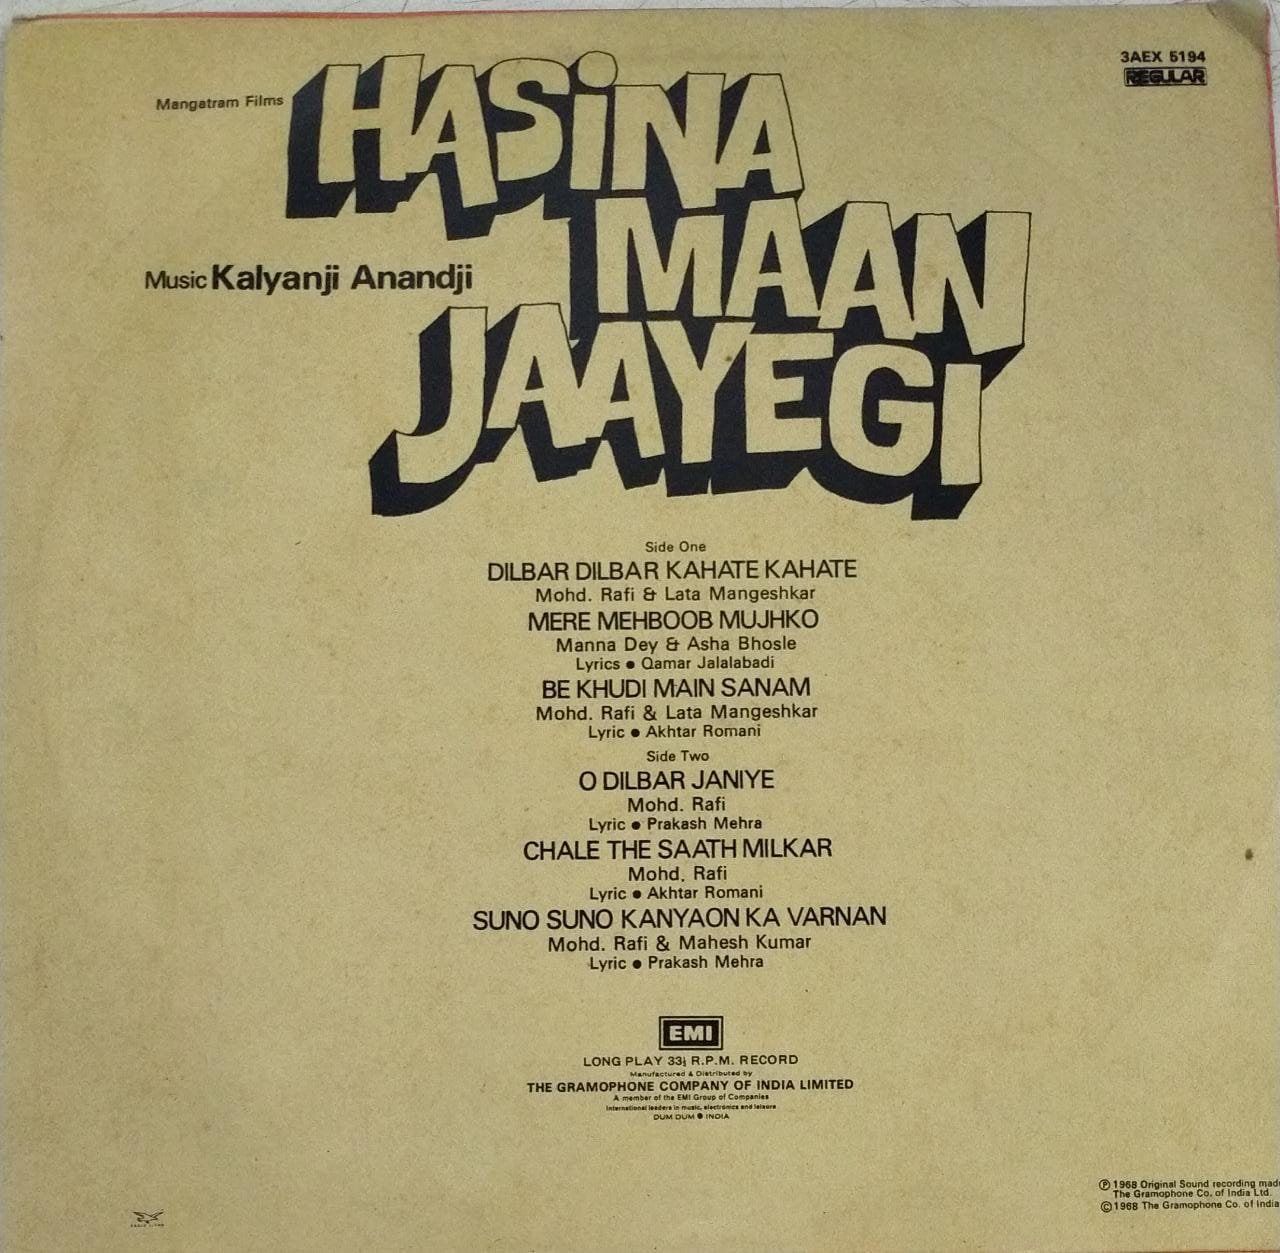 3AEX 5194
REGULAR
Mangatram Films
HASiNA
MAAN
JAAYEGI
Music Kalyanji Anandji
Side One
DILBAR DILBAR KAHATE KAHATE
Mohd. Rafi & Lata Mangeshkar
MERE MEHBOOB MUJHKO
Manna Dey & Asha Bhosle
Lyrics ● Qamar Jalalabadi
BE KHUDI MAIN SANAM
Mohd. Rafi & Lata Mangeshkar
Lyric ● Akhtar Romani
Side Two
O DILBAR JANIYE
Mohd. Rafi
Lyric ● Prakash Mehra
CHALE THE SAATH MILKAR
Mohd. Rafi
Lyric ● Akhtar Romani
SUNO SUNO KANYAON KA VARNAN
Mohd. Rafi & Mahesh Kumar
Lyric ● Prakash Mehra
EMI
LONG PLAY 33⅓ R.P.M. RECORD
Manufactured & Distributed by
THE GRAMOPHONE COMPANY OF INDIA LIMITED
A member of the EMI Group of Companies
International leaders in music, electronics and leisure
DUM DUM ● INDIA
Ⓟ 1968 Original Sound recording made
The Gramophone Co. of India Ltd.
© 1968 The Gramophone Co. of India